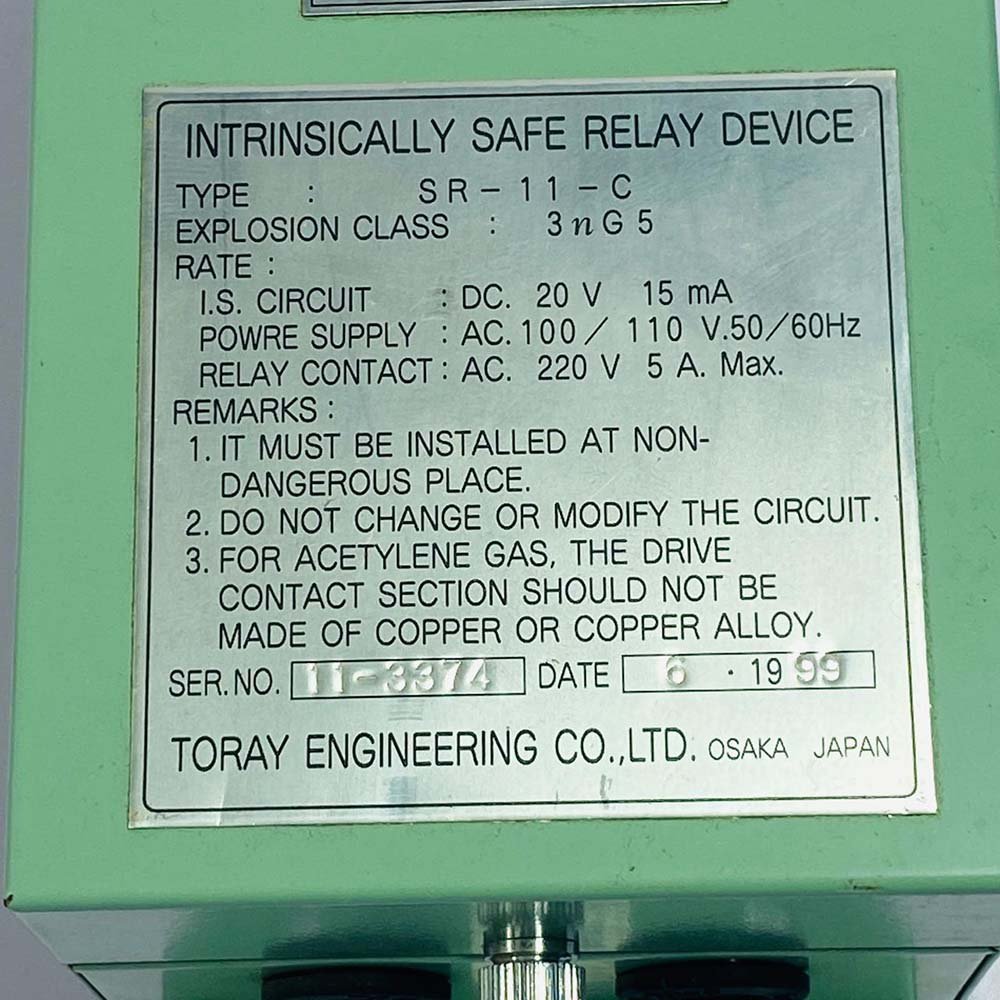 INTRINSICALLY SAFE RELAY DEVICE
TYPE : SR-11-C
EXPLOSION CLASS : 3nG5
RATE :
I.S. CIRCUIT : DC. 20 V 15 mA
POWRE SUPPLY : AC. 100/ 110 V.50/60Hz
RELAY CONTACT : AC. 220 V 5 A. Max.
REMARKS :
1. IT MUST BE INSTALLED AT NON-
DANGEROUS PLACE.
2. DO NOT CHANGE OR MODIFY THE CIRCUIT.
3. FOR ACETYLENE GAS, THE DRIVE
CONTACT SECTION SHOULD NOT BE
MADE OF COPPER OR COPPER ALLOY.
SER. NO. 11-3374 DATE 6 · 1999
TORAY ENGINEERING CO.,LTD. OSAKA JAPAN